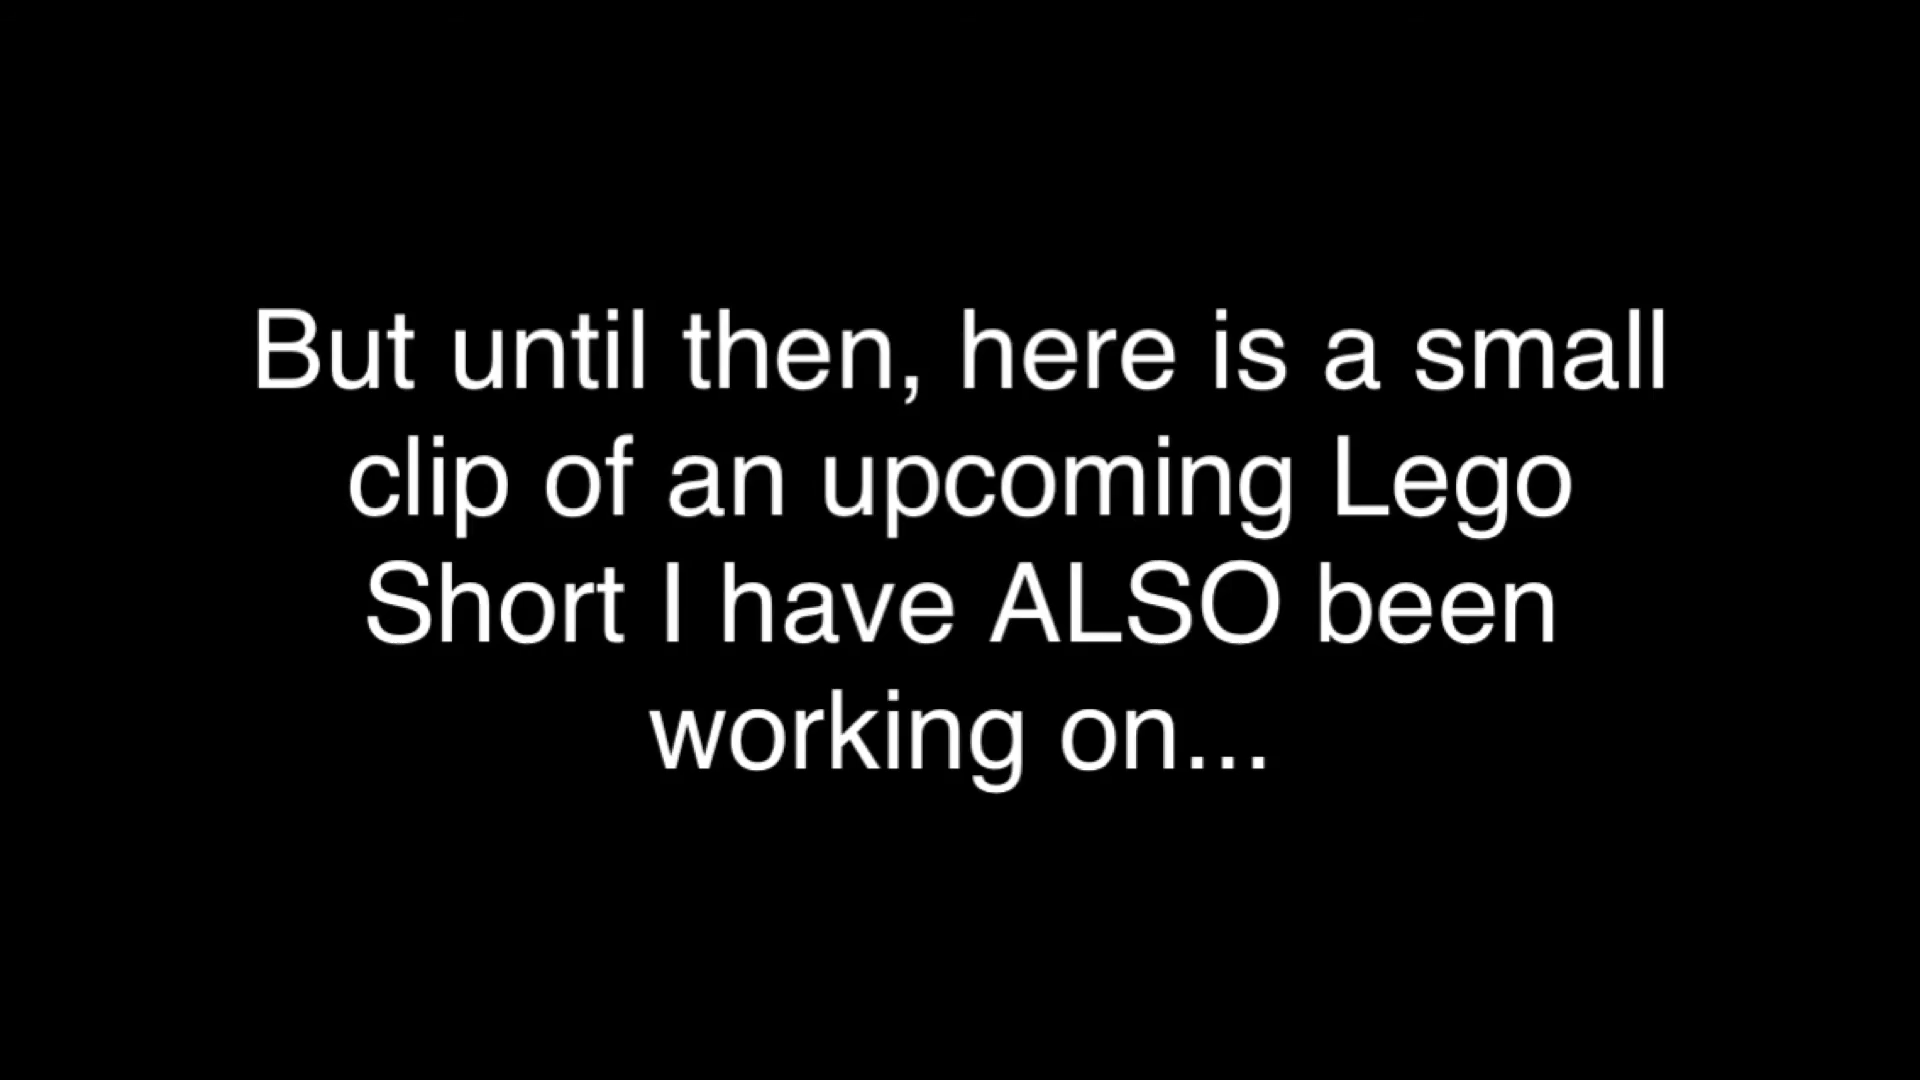 But until then, here is a small
clip of an upcoming Lego
Short I have ALSO been
working on...